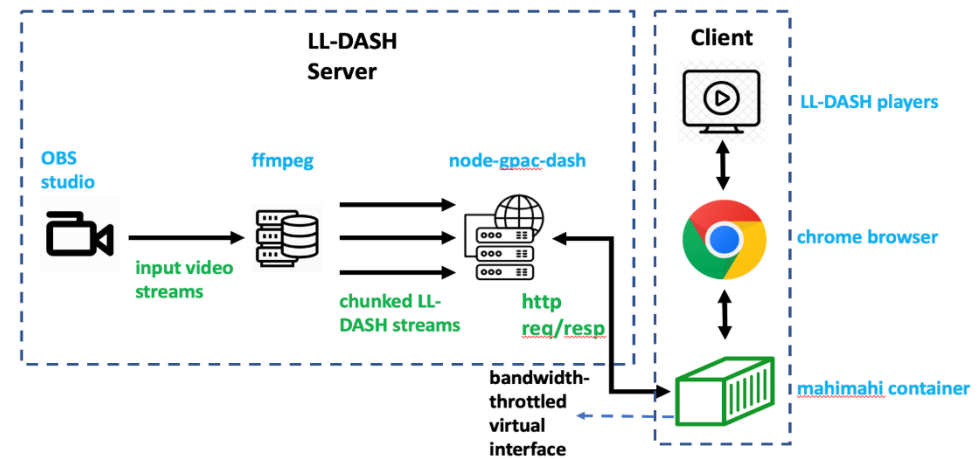 LL-DASH
Server
Client
LL-DASH players
OBS
studio
ffmpeg
node-gpac-dash
chrome browser
input video
streams
chunked LL-
DASH streams
http
req/resp
bandwidth-
throttled
virtual
interface
mahimahi container